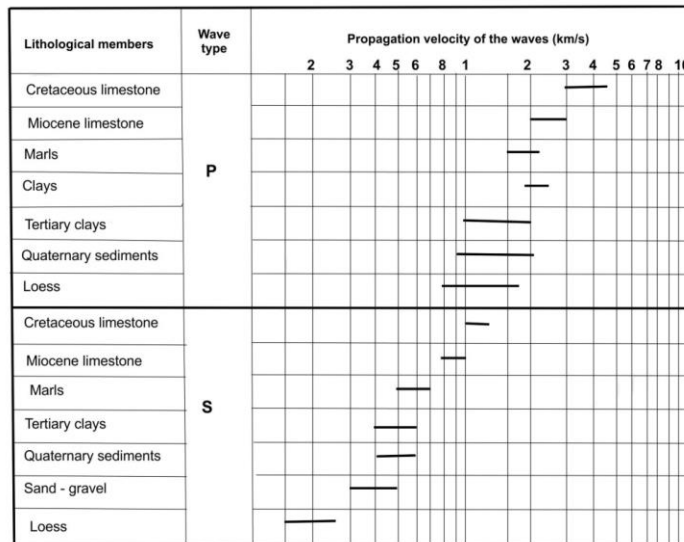 Lithological members
Wave type
Propagation velocity of the waves (km/s)
2 3 4 5 6 8 1 2 3 4 5 6 7 8 10
Cretaceous limestone
Miocene limestone
Marls
Clays
P
Tertiary clays
Quaternary sediments
Loess
Cretaceous limestone
Miocene limestone
Marls
S
Tertiary clays
Quaternary sediments
Sand - gravel
Loess